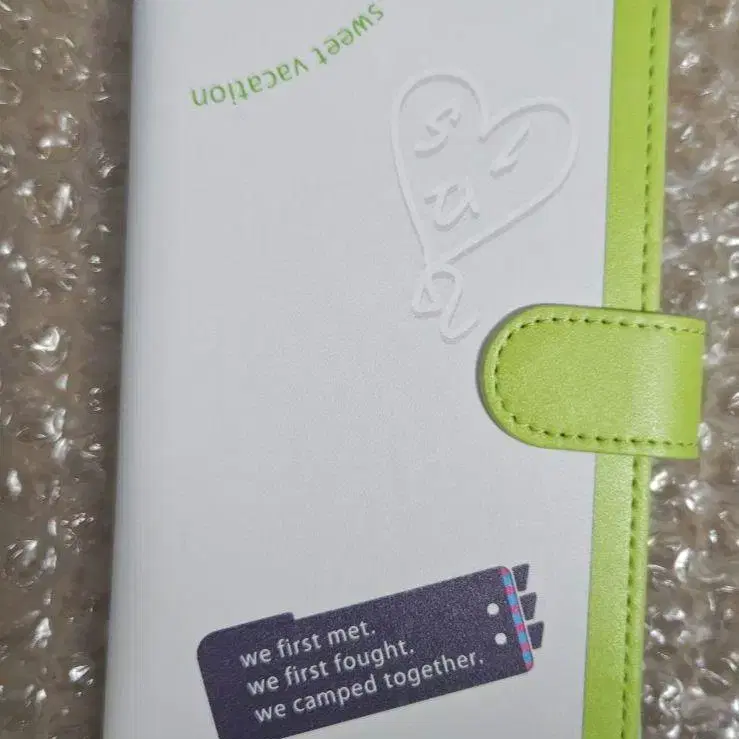 sweet vacation
we first met.
we first fought.
we camped together.